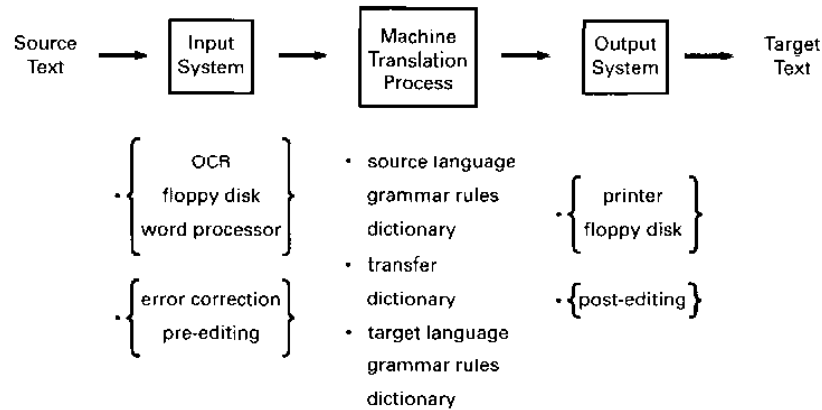 Source
Text
Input
System
Machine
Translation
Process
Output
System
Target
Text
OCR
floppy disk
word processor
error correction
pre-editing
• source language
grammar rules
dictionary
• transfer
dictionary
• target language
grammar rules
dictionary
printer
floppy disk
post-editing